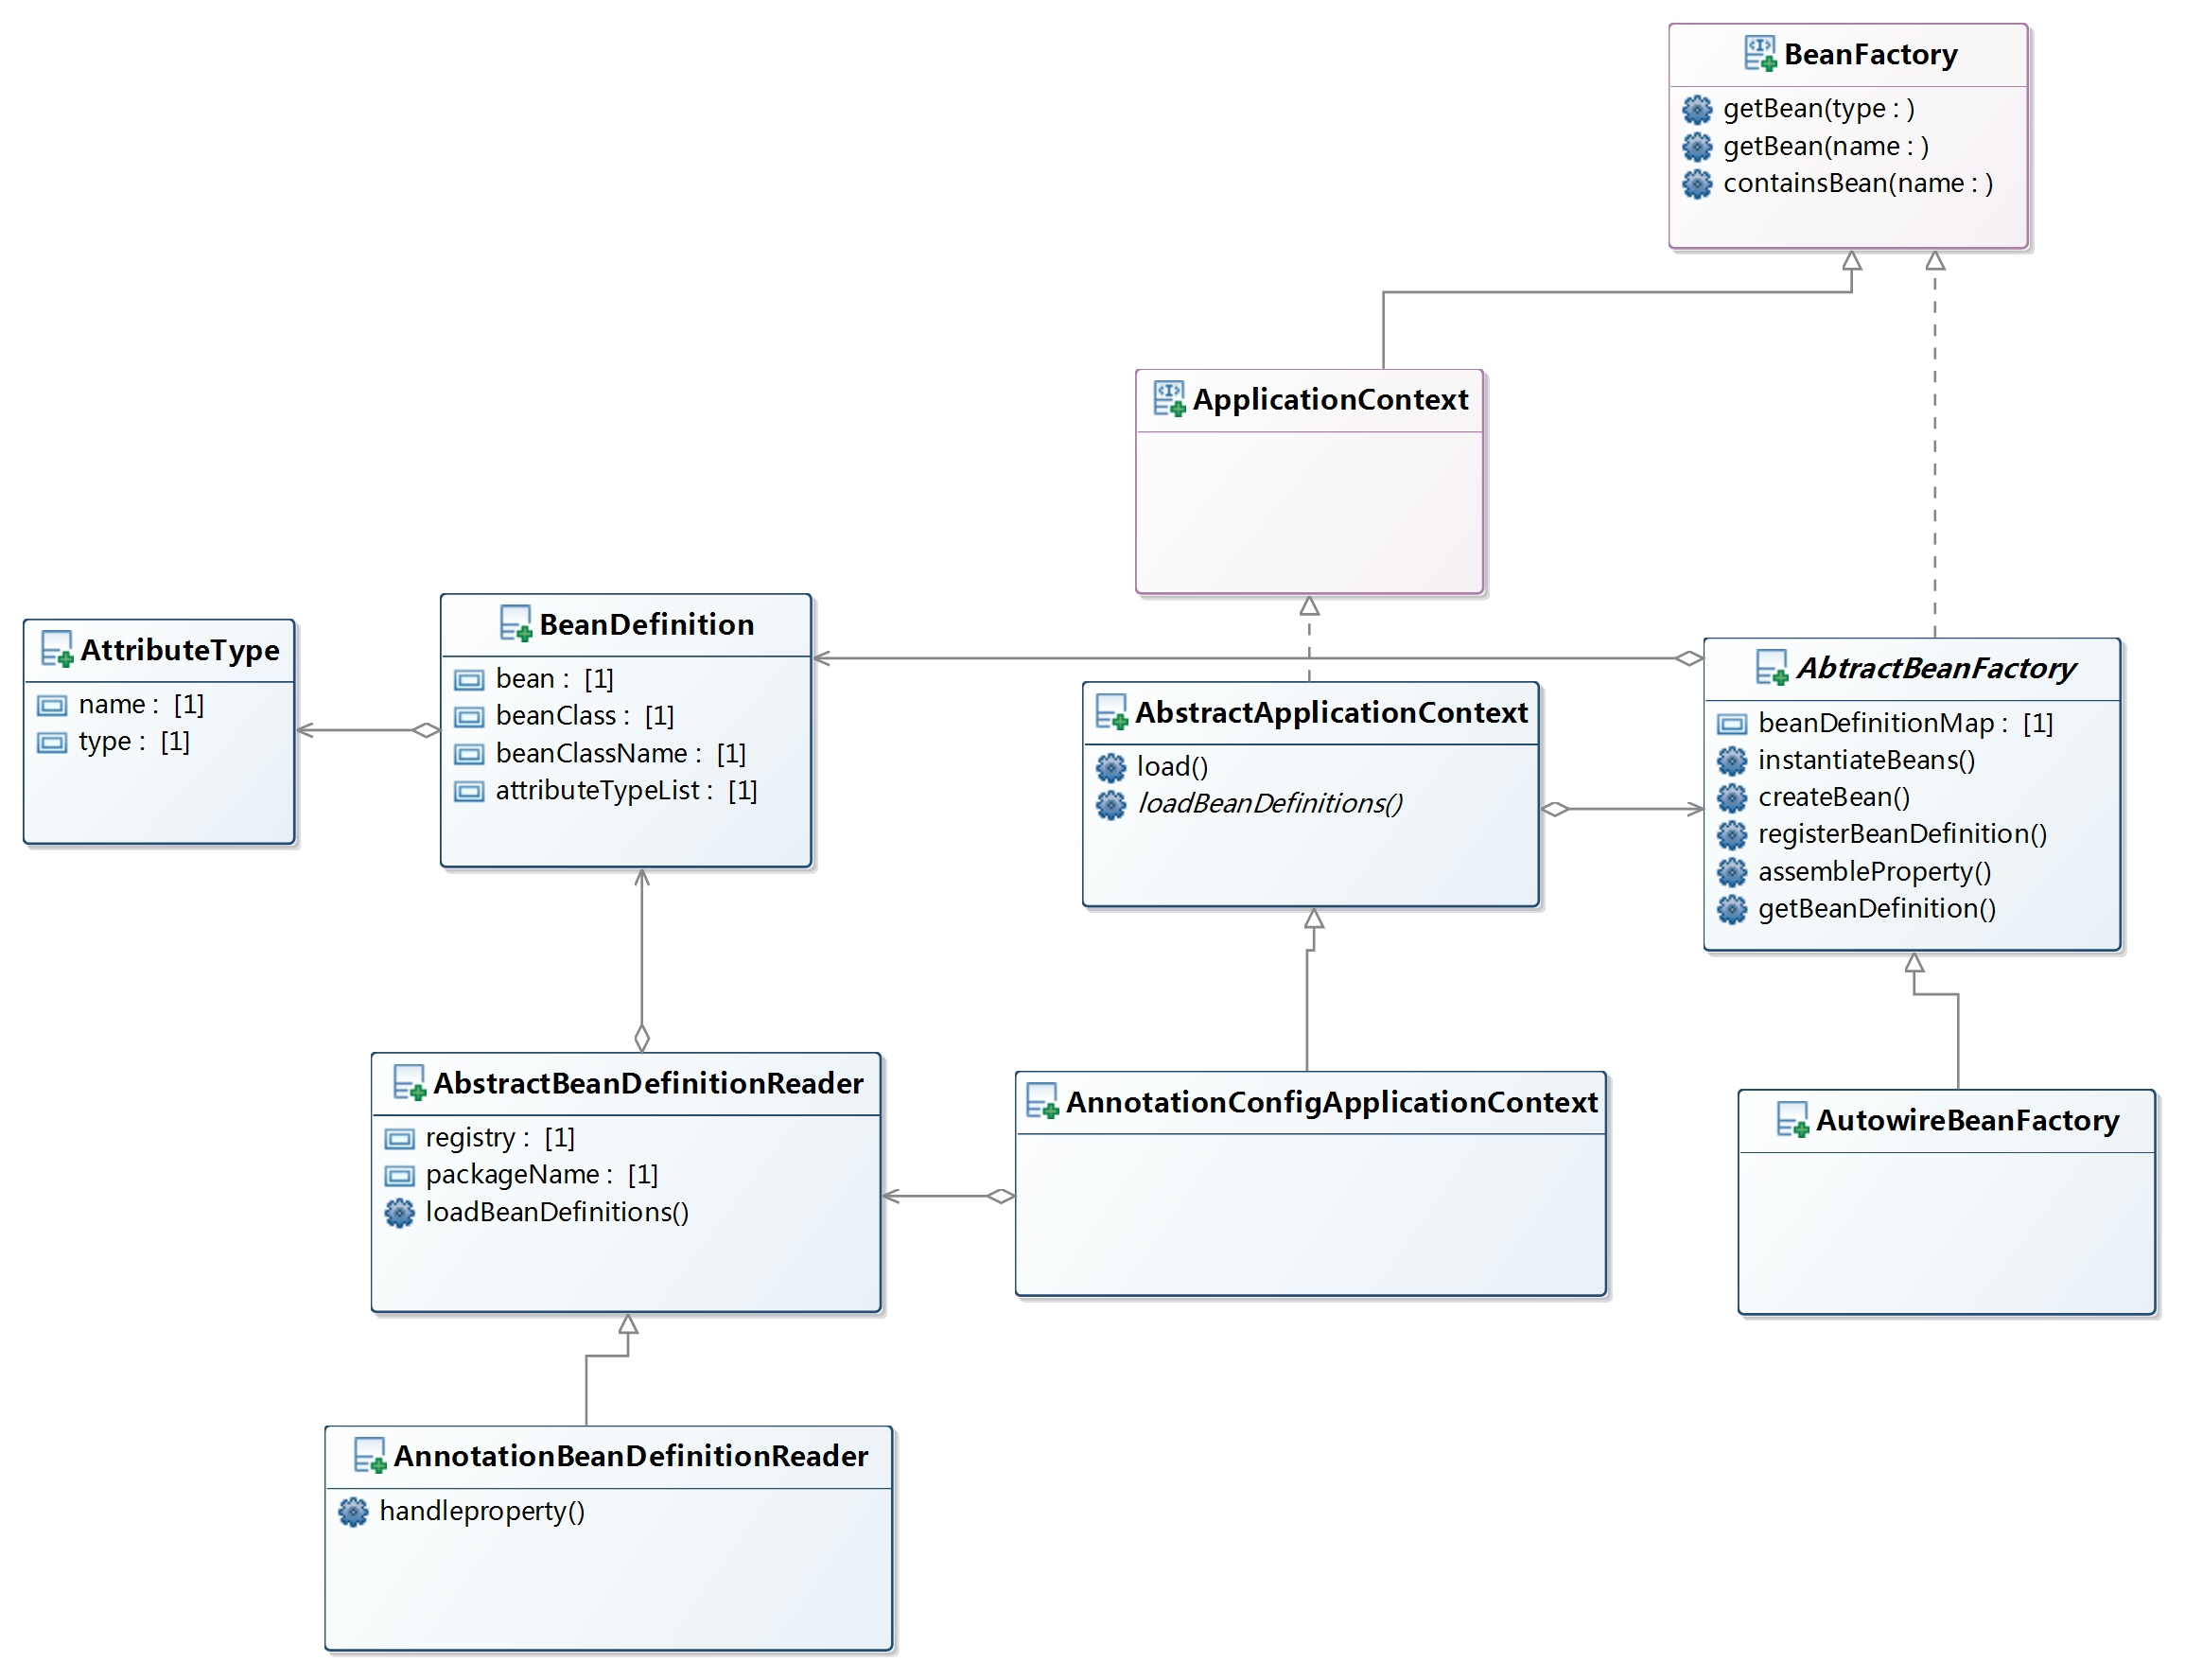 BeanFactory
getBean(type : )
getBean(name : )
containsBean(name : )
ApplicationContext
AttributeType
name : [1]
type : [1]
BeanDefinition
bean : [1]
beanClass : [1]
beanClassName : [1]
attributeTypeList : [1]
AbstractApplicationContext
load()
loadBeanDefinitions()
AbtractBeanFactory
beanDefinitionMap : [1]
instantiateBeans()
createBean()
registerBeanDefinition()
assembleProperty()
getBeanDefinition()
AbstractBeanDefinitionReader
registry : [1]
packageName : [1]
loadBeanDefinitions()
AnnotationConfigApplicationContext
AutowireBeanFactory
AnnotationBeanDefinitionReader
handleproperty()